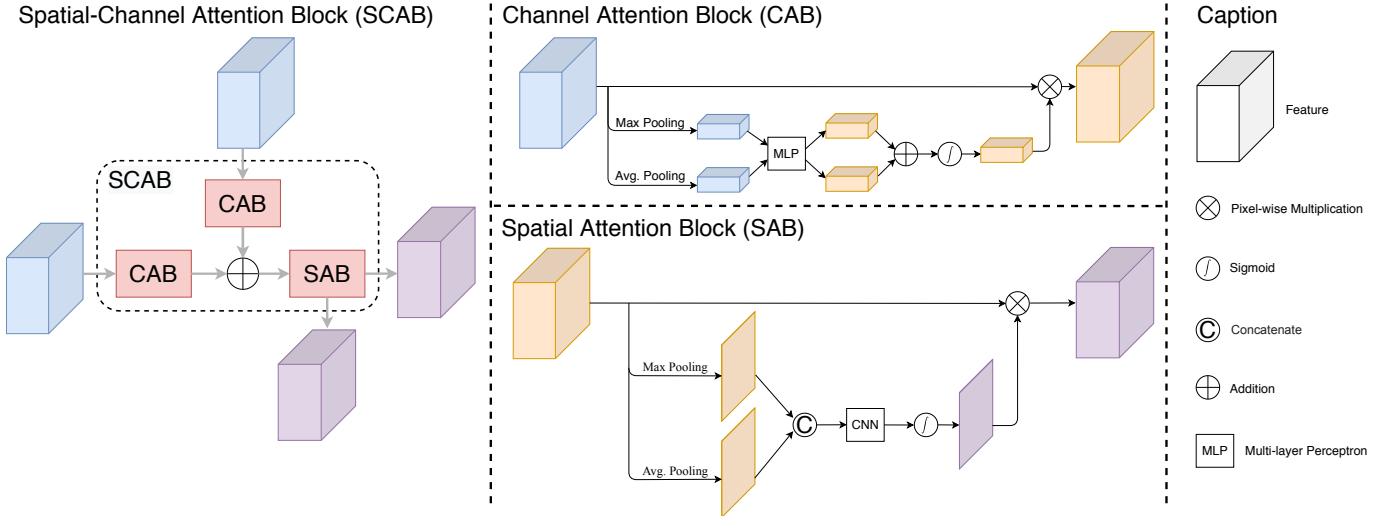 Spatial-Channel Attention Block (SCAB)
SCAB
CAB
CAB
SAB
Channel Attention Block (CAB)
Max Pooling
MLP
Avg. Pooling
Spatial Attention Block (SAB)
Max Pooling
C
CNN
Avg. Pooling
Caption
Feature
Pixel-wise Multiplication
∫ Sigmoid
C Concatenate
Addition
MLP Multi-layer Perceptron